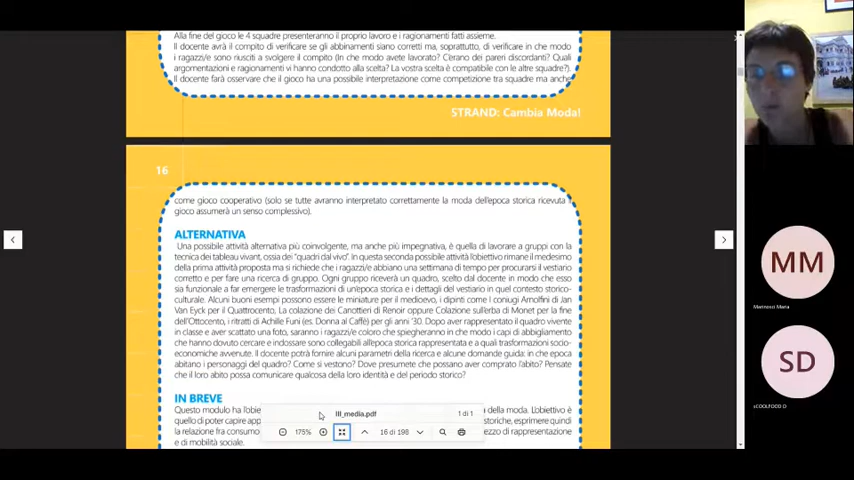 Alla fine del gioco le 4 squadre presenteranno il proprio lavoro e i ragionamenti fatti assieme.
Il docente avrà il compito di verificare se gli abbinamenti siano corretti ma, soprattutto, di verificare in che modo
i ragazzi/e sono riusciti a svolgere il compito (In che modo avete lavorato? C'erano dei pareri discordanti? Quali
argomentazioni e ragionamenti vi hanno condotto alla scelta? La vostra scelta è compatibile con le altre squadre?).
Il docente farà osservare che il gioco ha una possibile interpretazione come competizione tra squadre ma anche
STRAND: Cambia Moda!
16
come gioco cooperativo (solo se tutte avranno interpretato correttamente la moda dell'epoca storica ricevuta il
gioco assumerà un senso complessivo).
ALTERNATIVA
Una possibile attività alternativa più coinvolgente, ma anche più impegnativa, è quella di lavorare a gruppi con la
tecnica dei tableau vivant, ossia dei "quadri dal vivo". In questa seconda possibile attività l'obiettivo rimane il medesimo
della prima attività proposta ma si richiede che i ragazzi/e abbiano una settimana di tempo per procurarsi il vestiario
corretto e per fare una ricerca di gruppo. Ogni gruppo riceverà un quadro, scelto dal docente in modo che esso
sia funzionale a far emergere le trasformazioni di un'epoca storica e i dettagli del vestiario in quel contesto storico-
culturale. Alcuni buoni esempi possono essere le miniature per il medioevo, i dipinti come I coniugi Arnolfini di Jan
Van Eyck per il Quattrocento, La colazione dei Canottieri di Renoir oppure Colazione sull'erba di Monet per la fine
dell'Ottocento, i ritratti di Achille Funi (es. Donna al Caffè) per gli anni '30. Dopo aver rappresentato il quadro vivente
in classe e aver scattato una foto, saranno i ragazzi/e coloro che spiegheranno in che modo i capi di abbigliamento
che hanno dovuto cercare e indossare sono collegabili all'epoca storica rappresentata e a quali trasformazioni socio-
economiche avvenute. Il docente potrà fornire alcuni parametri della ricerca e alcune domande guida: in che epoca
abitano i personaggi del quadro? Come si vestono? Dove presumete che possano aver comprato l'abito? Pensate
che il loro abito possa comunicare qualcosa della loro identità e del periodo storico?
IN BREVE
Questo modulo ha l'obie
della moda. L'obiettivo è
quello di poter capire app
storiche, esprimere quindi
la relazione fra consumo
ezzo di rappresentazione
e di mobilità sociale.
III_media.pdf
1 di 1
175%
16 di 198
MM
Marinosci Maria
SD
sCOOLFOOD D